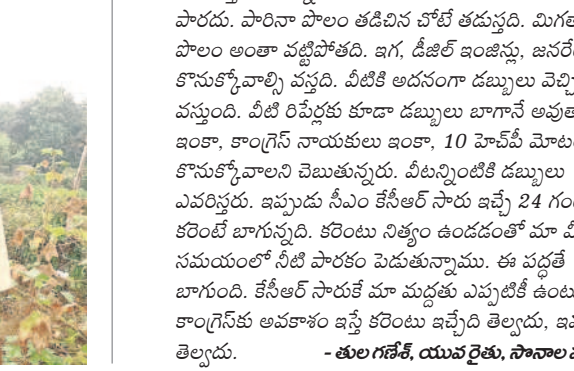 పారదు. పారినా పొలం తడిచిన చోటే తడుస్తది. మిగతా
పొలం అంతా వట్టిపోతది. ఇగ, డీజిల్ ఇంజిన్లు,
కొనుక్కోవాల్సి వస్తది. వీటికి అదనంగా డబ్బులు
వస్తుంది. వీటి రిపేర్లకు కూడా డబ్బులు బాగానే
ఇంకా, కాంగ్రెస్ నాయకులు ఇంకా, 10 హెచ్‌పీ
కొనుక్కోవాలని చెబుతున్నరు. వీటన్నింటికి డబ్బులు
ఎవరిస్తరు. ఇప్పుడు సీఎం కేసీఆర్ సారు ఇచ్చే 24
కరెంటే బాగున్నది. కరెంటు నిత్యం ఉండడంతో మా
సమయంలో నీటి పారకం పెడుతున్నాము. ఈ పద్ధతే
బాగుంది. కేసీఆర్ సారుకే మా మద్దతు ఎప్పటికీ
కాంగ్రెస్‌కు అవకాశం ఇస్తే కరెంటు ఇచ్చేది తెల్వదు,
తెల్వదు. - తుల గణేశ్, యువరైతు, సొనాల